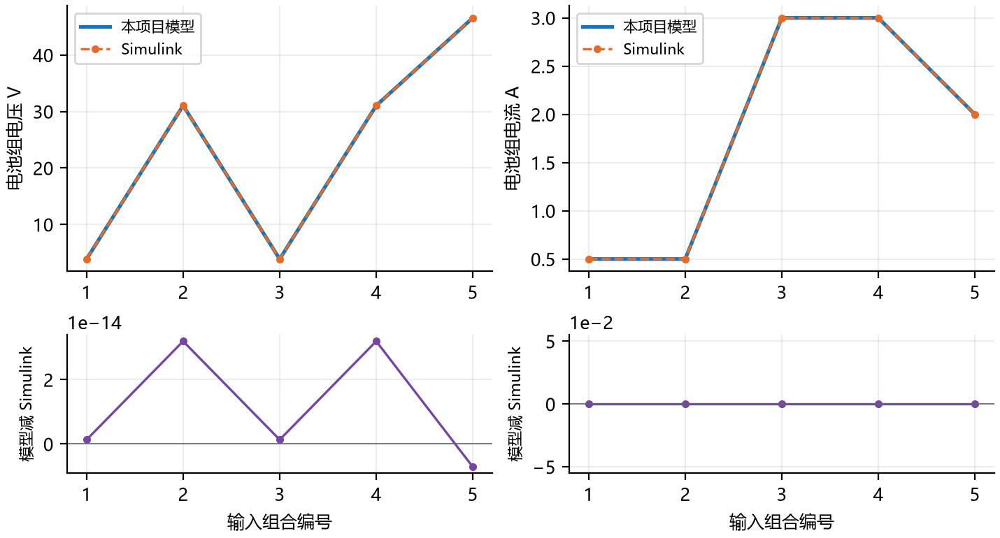 本项目模型
Simulink
电池组电压 V
40
30
20
10
1 2 3 4 5
本项目模型
Simulink
电池组电流 A
3.0
2.5
2.0
1.5
1.0
0.5
1 2 3 4 5
1e−14
模型减 Simulink
2
0
1 2 3 4 5
输入组合编号
1e−2
模型减 Simulink
5
0
−5
1 2 3 4 5
输入组合编号